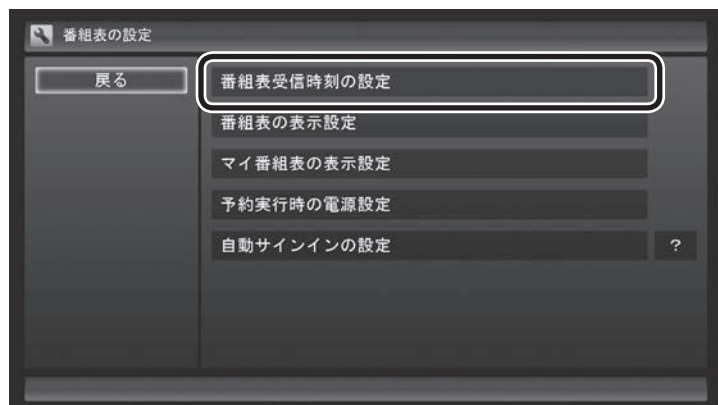 番組表の設定
戻る
番組表受信時刻の設定
番組表の表示設定
マイ番組表の表示設定
予約実行時の電源設定
自動サインインの設定
?